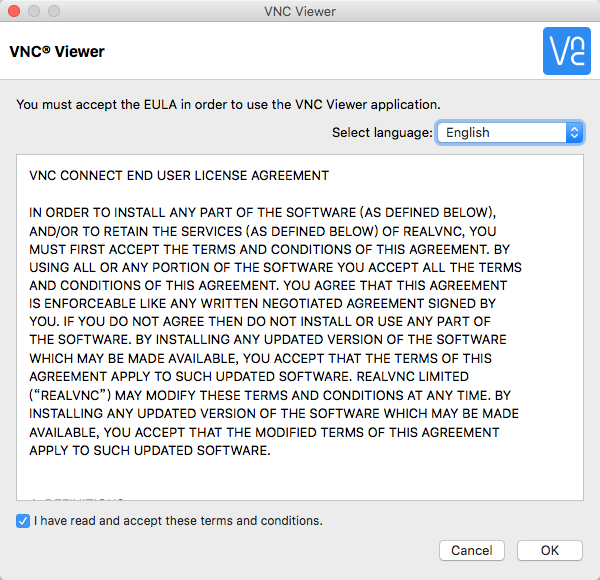 VNC Viewer
VNC® Viewer
You must accept the EULA in order to use the VNC Viewer application.
Select language: English
VNC CONNECT END USER LICENSE AGREEMENT
IN ORDER TO INSTALL ANY PART OF THE SOFTWARE (AS DEFINED BELOW),
AND/OR TO RETAIN THE SERVICES (AS DEFINED BELOW) OF REALVNC, YOU
MUST FIRST ACCEPT THE TERMS AND CONDITIONS OF THIS AGREEMENT. BY
USING ALL OR ANY PORTION OF THE SOFTWARE YOU ACCEPT ALL THE TERMS
AND CONDITIONS OF THIS AGREEMENT. YOU AGREE THAT THIS AGREEMENT
IS ENFORCEABLE LIKE ANY WRITTEN NEGOTIATED AGREEMENT SIGNED BY
YOU. IF YOU DO NOT AGREE THEN DO NOT INSTALL OR USE ANY PART OF
THE SOFTWARE. BY INSTALLING ANY UPDATED VERSION OF THE SOFTWARE
WHICH MAY BE MADE AVAILABLE, YOU ACCEPT THAT THE TERMS OF THIS
AGREEMENT APPLY TO SUCH UPDATED SOFTWARE. REALVNC LIMITED
(“REALVNC”) MAY MODIFY THESE TERMS AND CONDITIONS AT ANY TIME. BY
INSTALLING ANY UPDATED VERSION OF THE SOFTWARE WHICH MAY BE MADE
AVAILABLE, YOU ACCEPT THAT THE MODIFIED TERMS OF THIS AGREEMENT
APPLY TO SUCH UPDATED SOFTWARE.
I have read and accept these terms and conditions.
Cancel OK